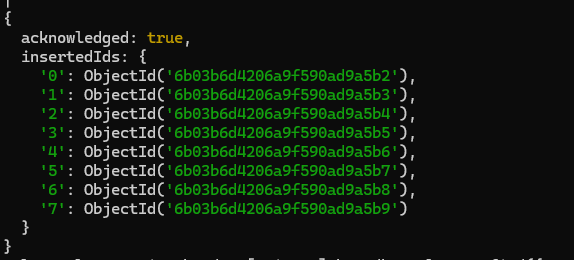 {
  acknowledged: true,
  insertedIds: {
    '0': ObjectId('6b03b6d4206a9f590ad9a5b2'),
    '1': ObjectId('6b03b6d4206a9f590ad9a5b3'),
    '2': ObjectId('6b03b6d4206a9f590ad9a5b4'),
    '3': ObjectId('6b03b6d4206a9f590ad9a5b5'),
    '4': ObjectId('6b03b6d4206a9f590ad9a5b6'),
    '5': ObjectId('6b03b6d4206a9f590ad9a5b7'),
    '6': ObjectId('6b03b6d4206a9f590ad9a5b8'),
    '7': ObjectId('6b03b6d4206a9f590ad9a5b9')
  }
}